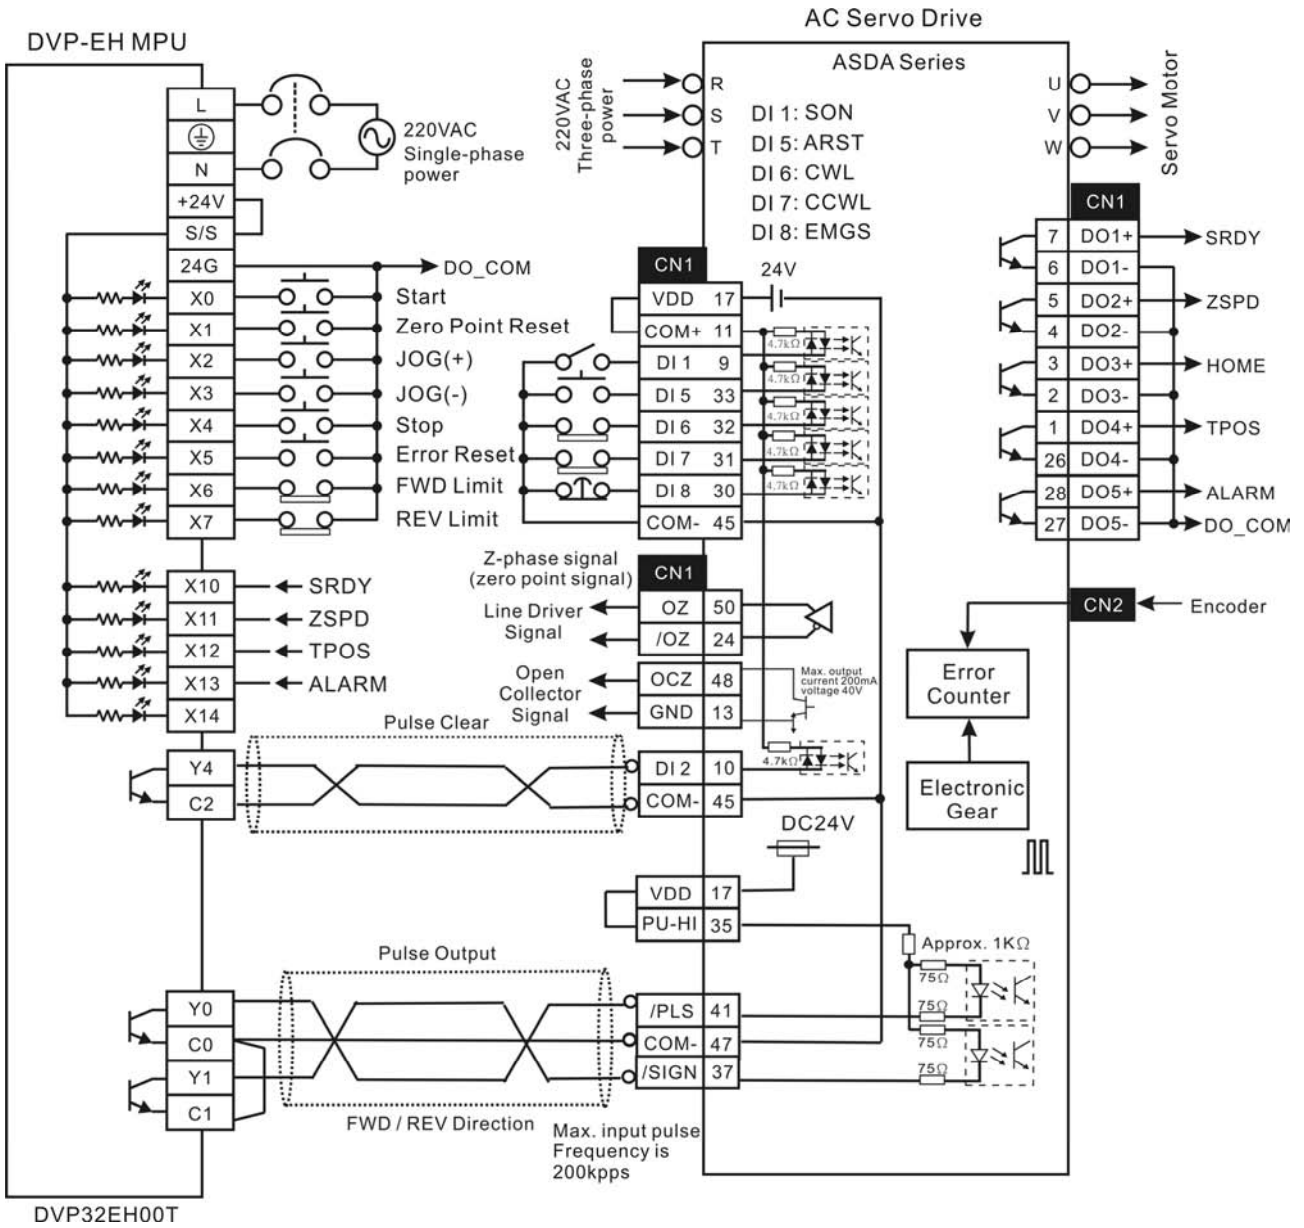 AC Servo Drive
DVP-EH MPU
ASDA Series
220VAC
Three-phase
power
R
S
T
DI 1: SON
DI 5: ARST
DI 6: CWL
DI 7: CCWL
DI 8: EMGS
U
V
W
Servo Motor
L
N
+24V
S/S
24G
X0
X1
X2
X3
X4
X5
X6
X7
220VAC
Single-phase
power
DO_COM
Start
Zero Point Reset
JOG(+)
JOG(-)
Stop
Error Reset
FWD Limit
REV Limit
CN1
24V
VDD 17
COM+ 11
DI 1 9
DI 5 33
DI 6 32
DI 7 31
DI 8 30
COM- 45
4.7kΩ
4.7kΩ
4.7kΩ
4.7kΩ
4.7kΩ
CN1
7 DO1+ SRDY
6 DO1-
5 DO2+ ZSPD
4 DO2-
3 DO3+ HOME
2 DO3-
1 DO4+ TPOS
26 DO4-
28 DO5+ ALARM
27 DO5- DO_COM
X10 SRDY
X11 ZSPD
X12 TPOS
X13 ALARM
X14
Z-phase signal
(zero point signal)
CN1
Line Driver
Signal
OZ 50
/OZ 24
Open
Collector
Signal
OCZ 48
GND 13
Max. output
current 200mA
voltage 40V
CN2
Encoder
Error
Counter
Electronic
Gear
Pulse Clear
Y4
C2
DI 2 10
COM- 45
4.7kΩ
DC24V
VDD 17
PU-HI 35
Approx. 1KΩ
75Ω
75Ω
75Ω
75Ω
Pulse Output
Y0
C0
Y1
C1
/PLS 41
COM- 47
/SIGN 37
FWD / REV Direction
Max. input pulse
Frequency is
200kpps
DVP32EH00T